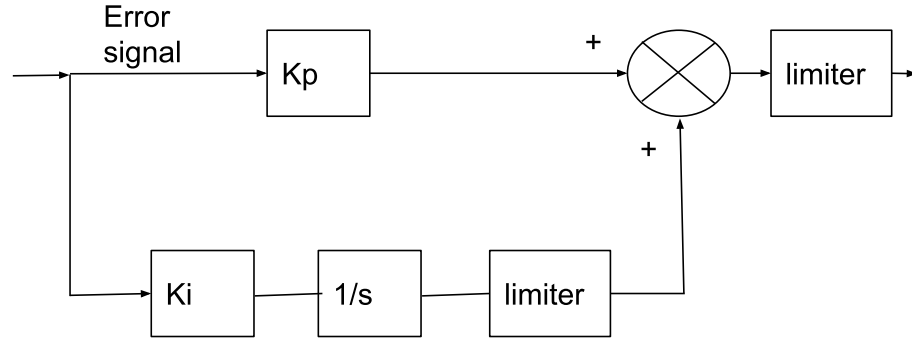 Error
signal
Kp
+
limiter
+
Ki
1/s
limiter